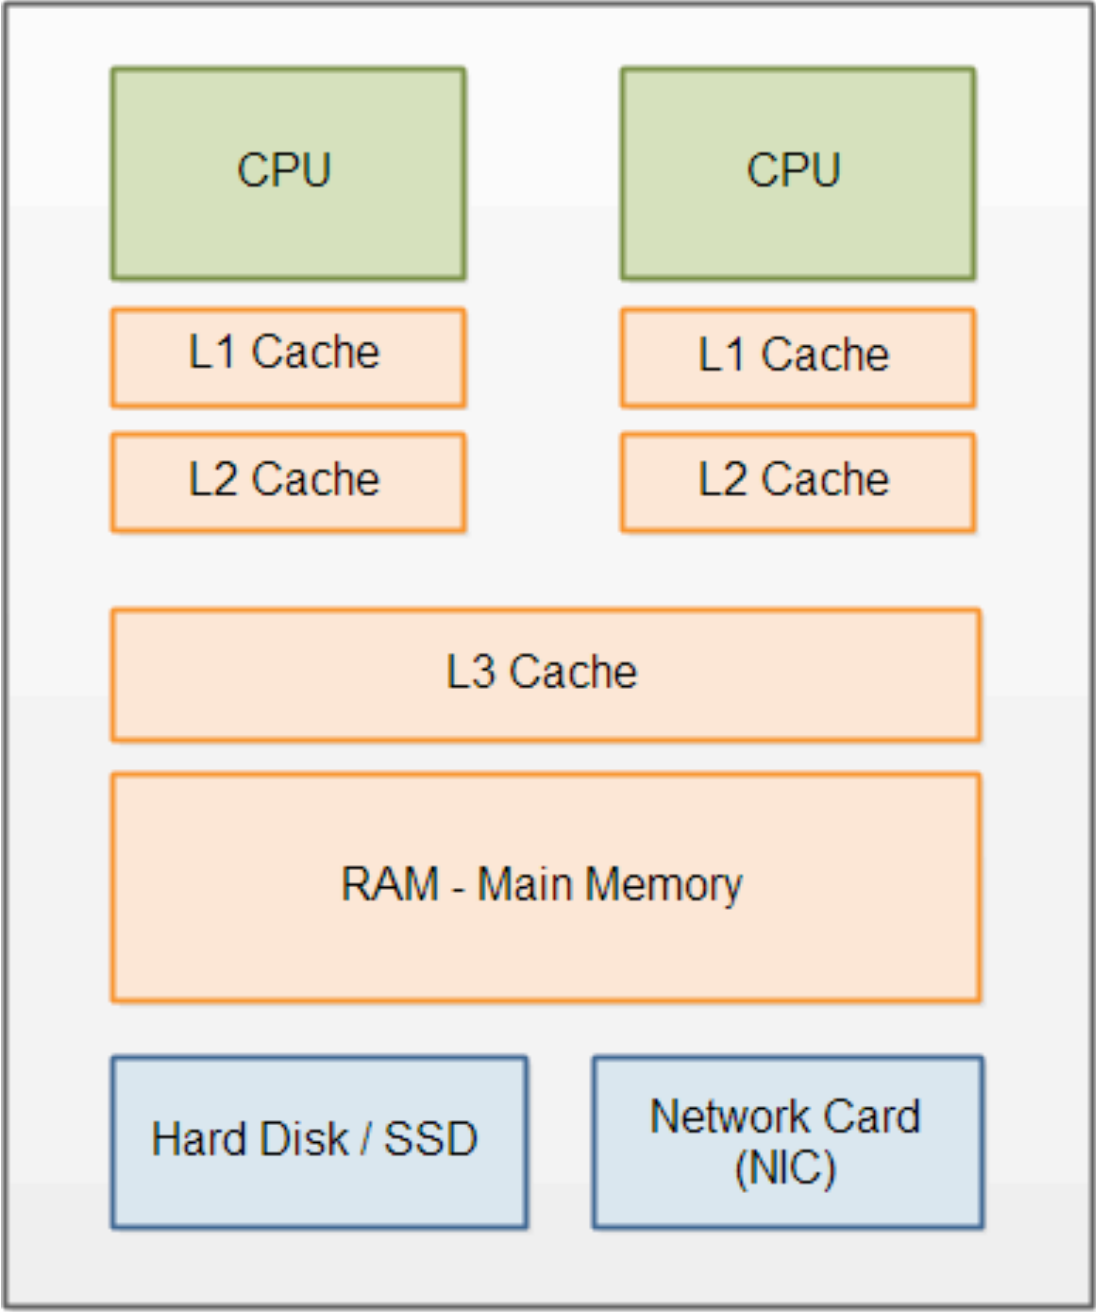 CPU
CPU
L1 Cache
L1 Cache
L2 Cache
L2 Cache
L3 Cache
RAM - Main Memory
Hard Disk / SSD
Network Card
(NIC)